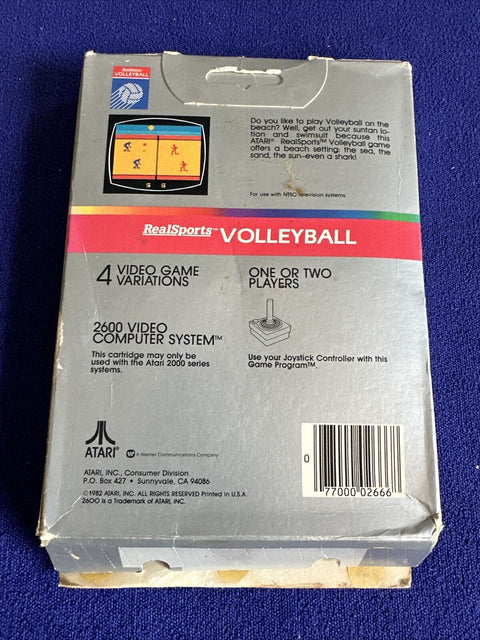 RealSports
VOLLEYBALL
Do you like to play Volleyball on the
beach? Well, get out your suntan lo-
tion and swimsuit because this
ATARI® RealSports™ Volleyball game
offers a beach setting: the sea, the
sand, the sun–even a shark!
For use with NTSC television systems.
RealSports™ VOLLEYBALL
4 VIDEO GAME
VARIATIONS
ONE OR TWO
PLAYERS
2600 VIDEO
COMPUTER SYSTEM™
This cartridge may only be
used with the Atari 2000 series
systems.
Use your Joystick Controller with this
Game Program™.
ATARI®
A Warner Communications Company
ATARI, INC., Consumer Division
P.O. Box 427 • Sunnyvale, CA 94086
©1982 ATARI, INC. ALL RIGHTS RESERVED Printed in U.S.A.
2600 is a Trademark of ATARI, INC.
0 77000 02666